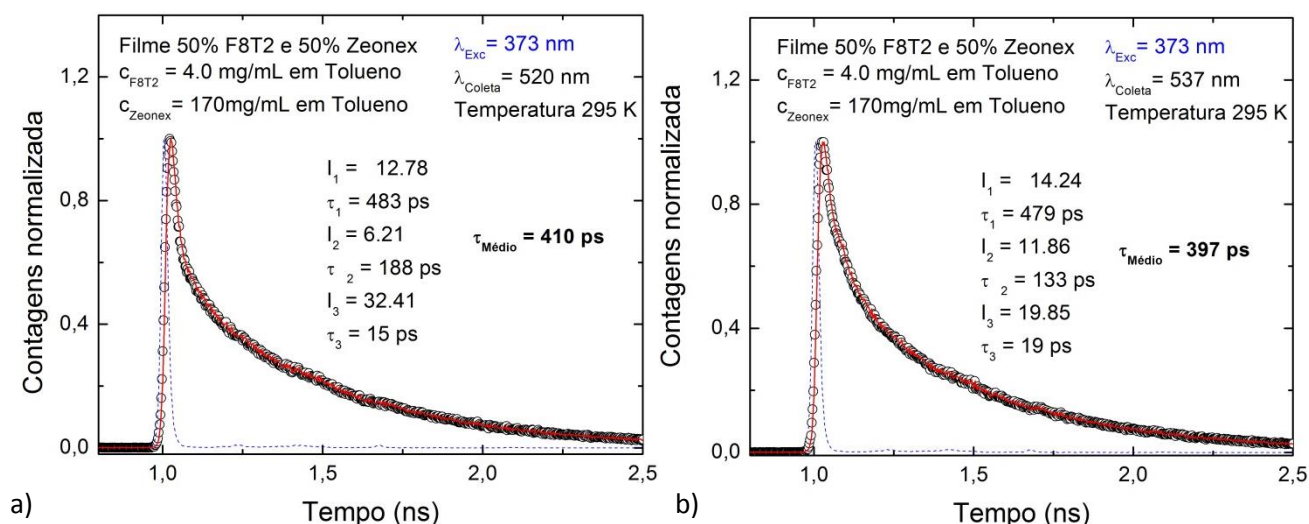 Filme 50% F8T2 e 50% Zeonex
c_F8T2 = 4.0 mg/mL em Tolueno
c_Zeonex = 170mg/mL em Tolueno
λ_Exc = 373 nm
λ_Coleta = 520 nm
Temperatura 295 K
I_1 = 12.78
τ_1 = 483 ps
I_2 = 6.21
τ_2 = 188 ps
I_3 = 32.41
τ_3 = 15 ps
τ_Médio = 410 ps
Contagens normalizada
1,2
0,8
0,4
0,0
1,0 1,5 2,0 2,5
Tempo (ns)
a)
Filme 50% F8T2 e 50% Zeonex
c_F8T2 = 4.0 mg/mL em Tolueno
c_Zeonex = 170mg/mL em Tolueno
λ_Exc = 373 nm
λ_Coleta = 537 nm
Temperatura 295 K
I_1 = 14.24
τ_1 = 479 ps
I_2 = 11.86
τ_2 = 133 ps
I_3 = 19.85
τ_3 = 19 ps
τ_Médio = 397 ps
Contagens normalizada
1,2
0,8
0,4
0,0
1,0 1,5 2,0 2,5
Tempo (ns)
b)